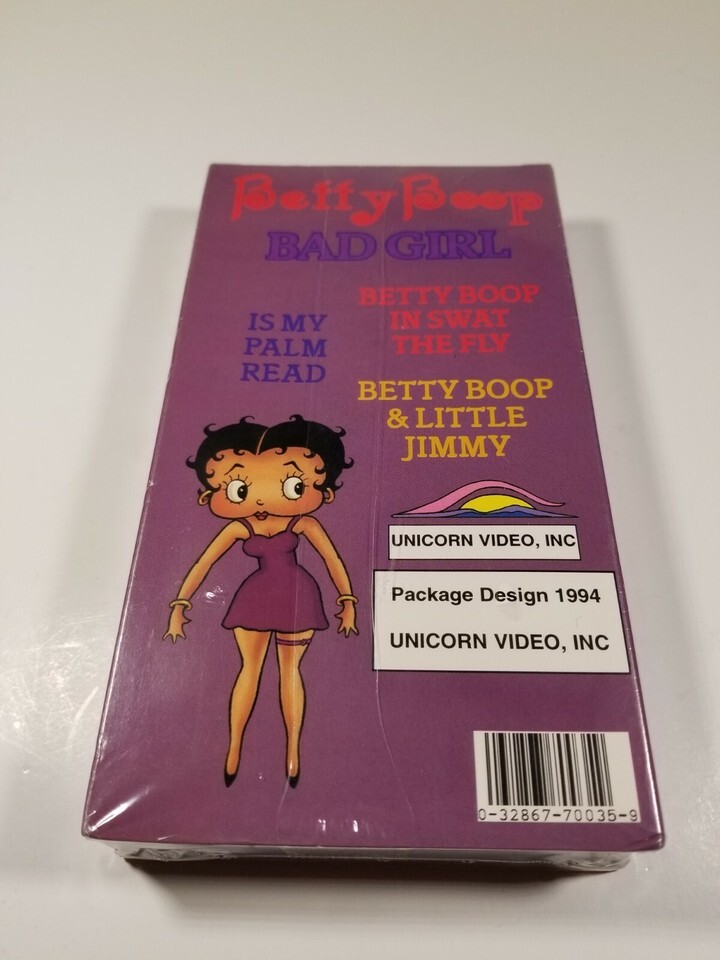 Betty Boop
BAD GIRL
IS MY
PALM
READ
BETTY BOOP
IN SWAT
THE FLY
BETTY BOOP
& LITTLE
JIMMY
UNICORN VIDEO, INC
Package Design 1994
UNICORN VIDEO, INC
0-32867-70035-9